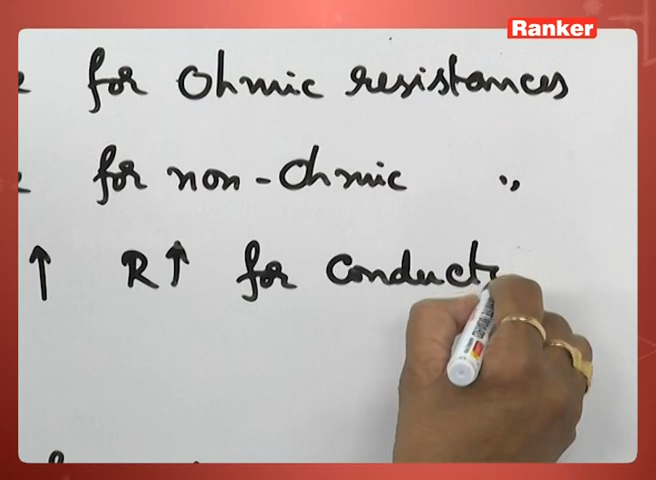 Ranker
for Ohmic resistances
for non-Ohmic ,,
↑ R↑ for conduct